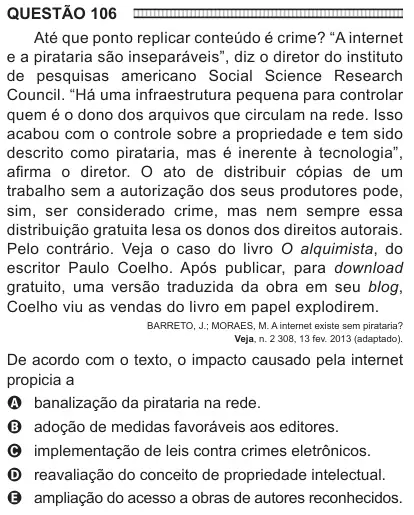 QUESTÃO 106
Até que ponto replicar conteúdo é crime? “A internet
e a pirataria são inseparáveis”, diz o diretor do instituto
de pesquisas americano Social Science Research
Council. “Há uma infraestrutura pequena para controlar
quem é o dono dos arquivos que circulam na rede. Isso
acabou com o controle sobre a propriedade e tem sido
descrito como pirataria, mas é inerente à tecnologia”,
afirma o diretor. O ato de distribuir cópias de um
trabalho sem a autorização dos seus produtores pode,
sim, ser considerado crime, mas nem sempre essa
distribuição gratuita lesa os donos dos direitos autorais.
Pelo contrário. Veja o caso do livro O alquimista, do
escritor Paulo Coelho. Após publicar, para download
gratuito, uma versão traduzida da obra em seu blog,
Coelho viu as vendas do livro em papel explodirem.
BARRETO, J.; MORAES, M. A internet existe sem pirataria?
Veja, n. 2 308, 13 fev. 2013 (adaptado).
De acordo com o texto, o impacto causado pela internet
propicia a
A banalização da pirataria na rede.
B adoção de medidas favoráveis aos editores.
C implementação de leis contra crimes eletrônicos.
D reavaliação do conceito de propriedade intelectual.
E ampliação do acesso a obras de autores reconhecidos.